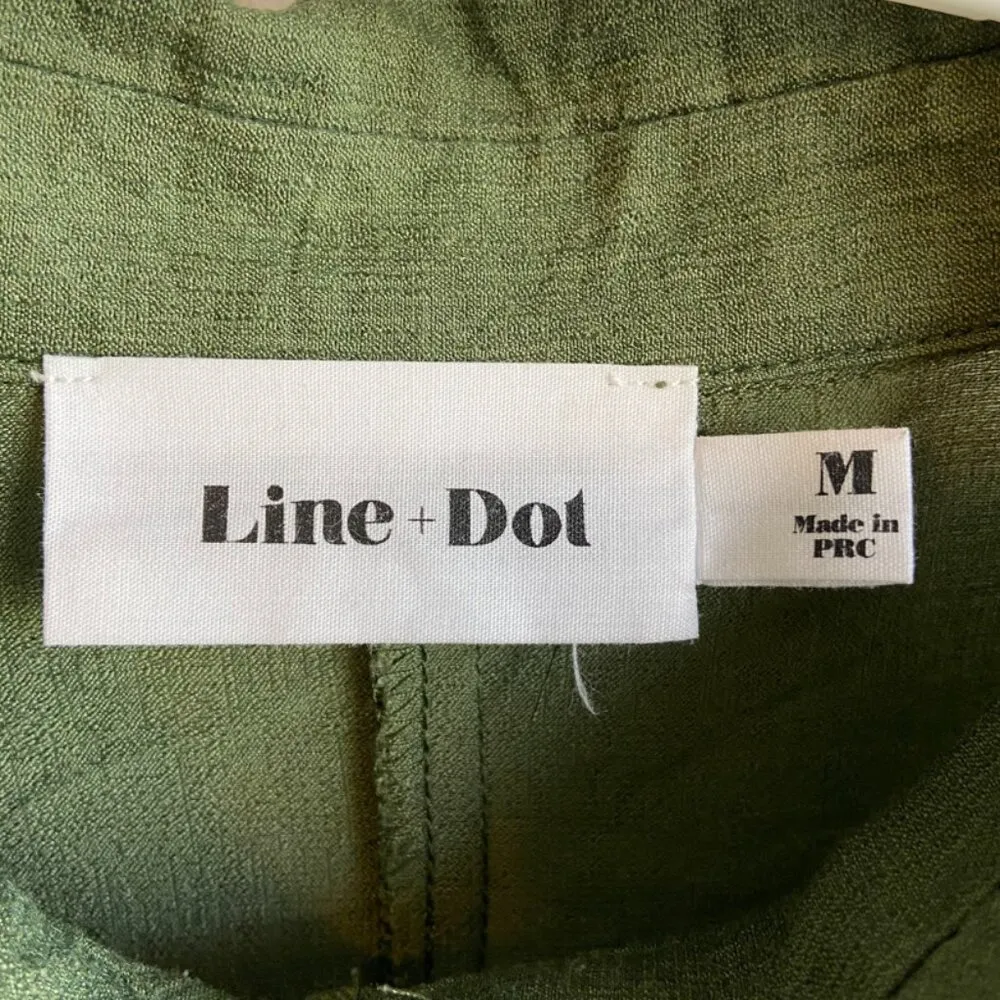 Line + Dot
M
Made in
PRC